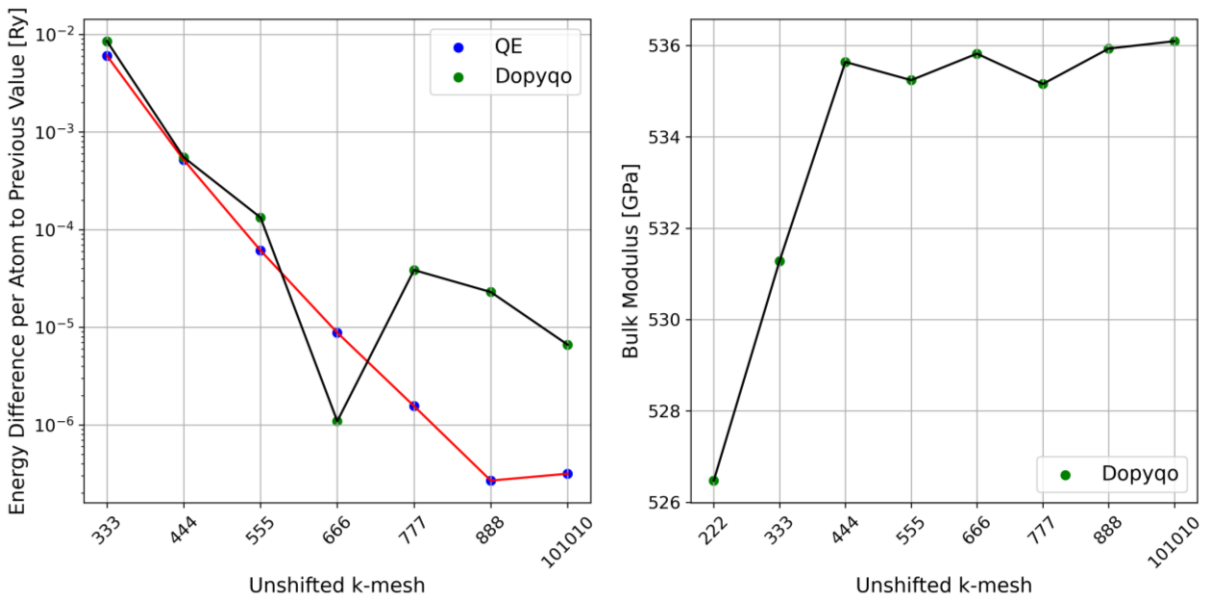 Energy Difference per Atom to Previous Value [Ry]
10⁻²
10⁻³
10⁻⁴
10⁻⁵
10⁻⁶
QE
Dopyqo
333 444 555 666 777 888 101010
Unshifted k-mesh
Bulk Modulus [GPa]
536
534
532
530
528
526
Dopyqo
222 333 444 555 666 777 888 101010
Unshifted k-mesh